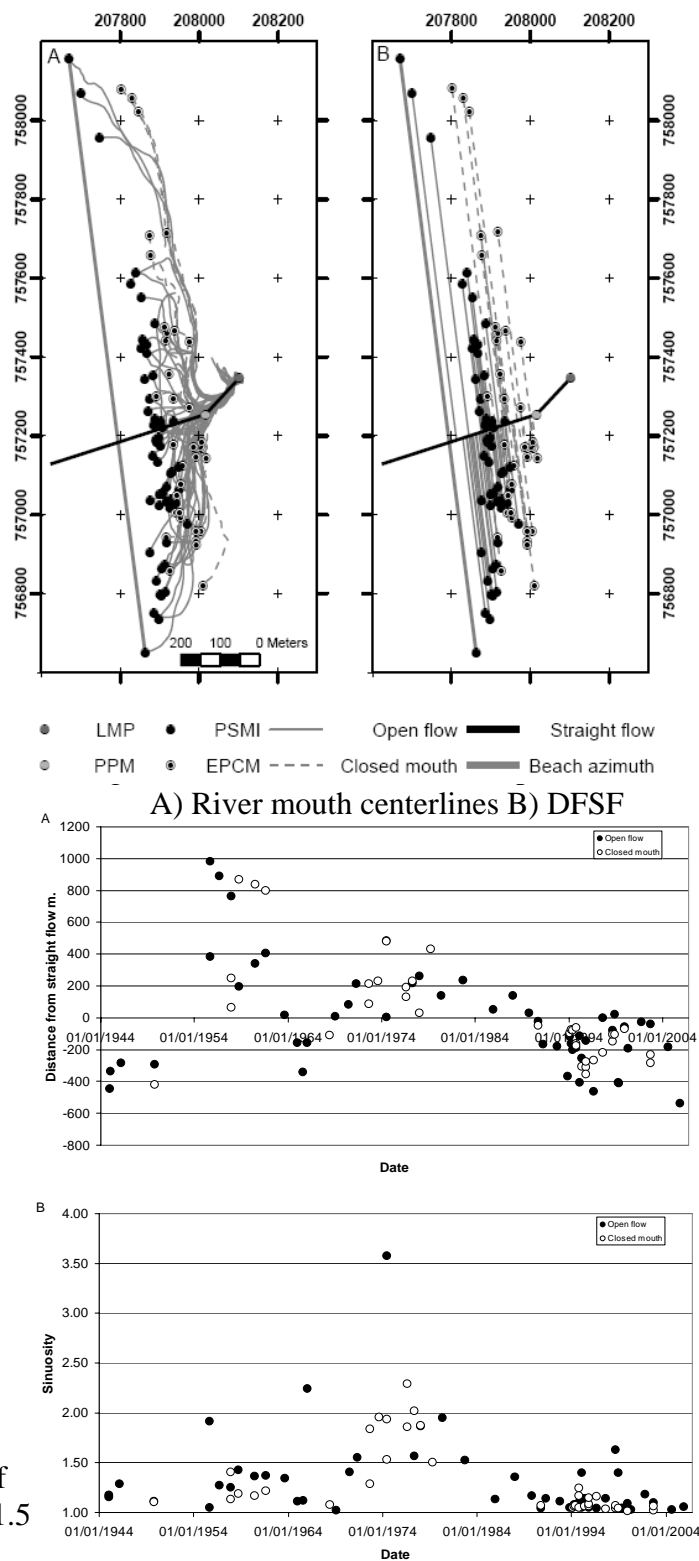 207800 208000 208200
207800 208000 208200
A
B
758000
757800
757600
757400
757200
757000
756800
758000
757800
757600
757400
757200
757000
756800
200 100 0 Meters
LMP PSMI Open flow Straight flow
PPM EPCM Closed mouth Beach azimuth
A) River mouth centerlines B) DFSF
A
1200
1000
800
600
400
200
0
-200
-400
-600
-800
Distance from straight flow m.
Open flow
Closed mouth
01/01/1944 01/01/1954 01/01/1964 01/01/1974 01/01/1984 01/01/1994 01/01/2004
Date
B
4.00
3.50
3.00
2.50
2.00
1.50
1.00
Sinuosity
Open flow
Closed mouth
1.5
01/01/1944 01/01/1954 01/01/1964 01/01/1974 01/01/1984 01/01/1994 01/01/2004
Date